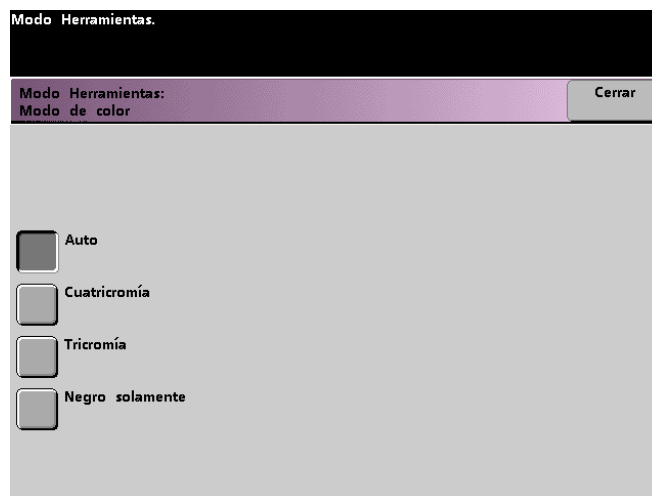 Modo Herramientas.
Modo Herramientas:
Modo de color
Cerrar
Auto
Cuatricromía
Tricromía
Negro solamente